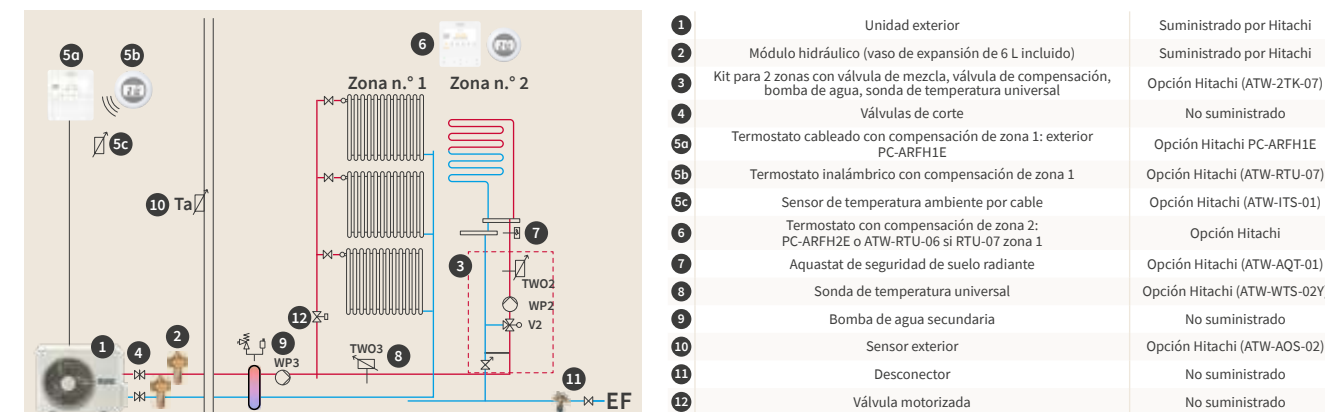 5a
5b
6
Zona n.° 1
Zona n.° 2
5c
10 Ta
7
3
TWO2
WP2
V2
12
1
4
2
9
WP3
TWO3
8
11
EF
1 Unidad exterior Suministrado por Hitachi
2 Módulo hidráulico (vaso de expansión de 6 L incluido) Suministrado por Hitachi
3 Kit para 2 zonas con válvula de mezcla, válvula de compensación,
bomba de agua, sonda de temperatura universal Opción Hitachi (ATW-2TK-07)
4 Válvulas de corte No suministrado
5a Termostato cableado con compensación de zona 1: exterior
PC-ARFH1E Opción Hitachi PC-ARFH1E
5b Termostato inalámbrico con compensación de zona 1 Opción Hitachi (ATW-RTU-07)
5c Sensor de temperatura ambiente por cable Opción Hitachi (ATW-ITS-01)
6 Termostato con compensación de zona 2:
PC-ARFH2E o ATW-RTU-06 si RTU-07 zona 1 Opción Hitachi
7 Aquastat de seguridad de suelo radiante Opción Hitachi (ATW-AQT-01)
8 Sonda de temperatura universal Opción Hitachi (ATW-WTS-02Y)
9 Bomba de agua secundaria No suministrado
10 Sensor exterior Opción Hitachi (ATW-AOS-02)
11 Desconector No suministrado
12 Válvula motorizada No suministrado